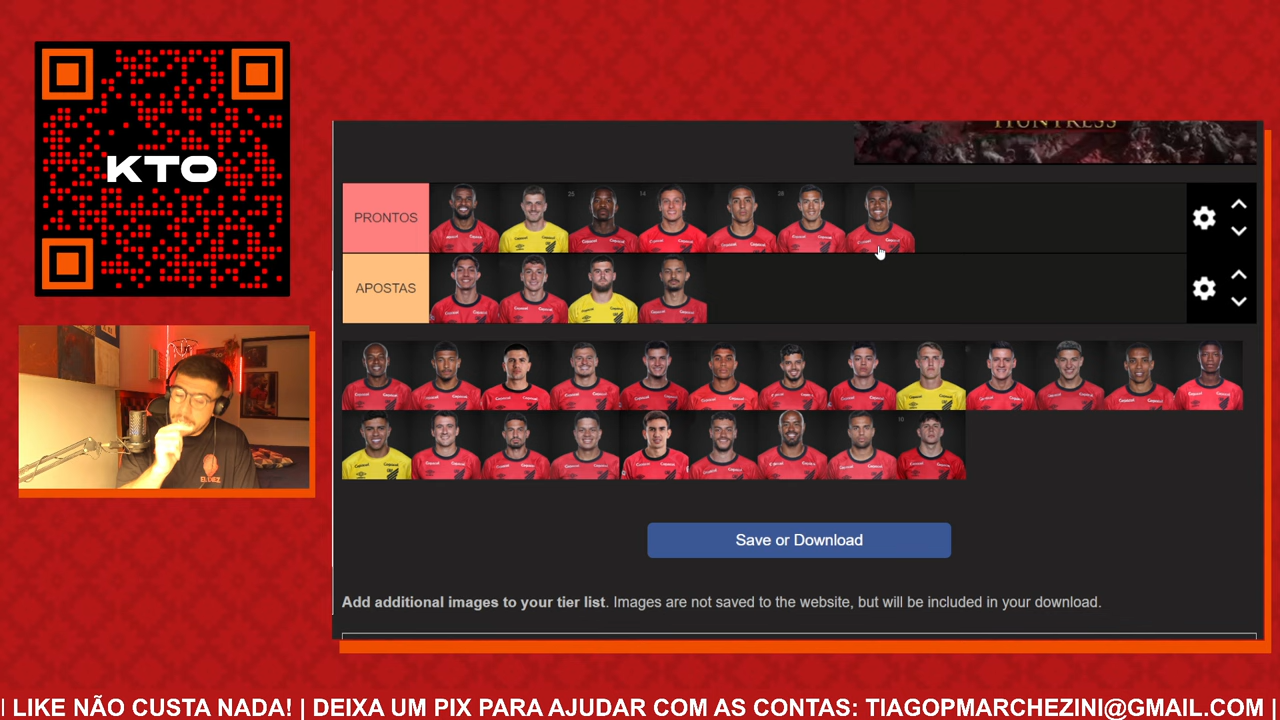 HUNTRESS
KTO
PRONTOS
APOSTAS
EL DIEZ
Save or Download
Add additional images to your tier list. Images are not saved to the website, but will be included in your download.
| LIKE NÃO CUSTA NADA! | DEIXA UM PIX PARA AJUDAR COM AS CONTAS: TIAGOPMARCHEZINI@GMAIL.COM |